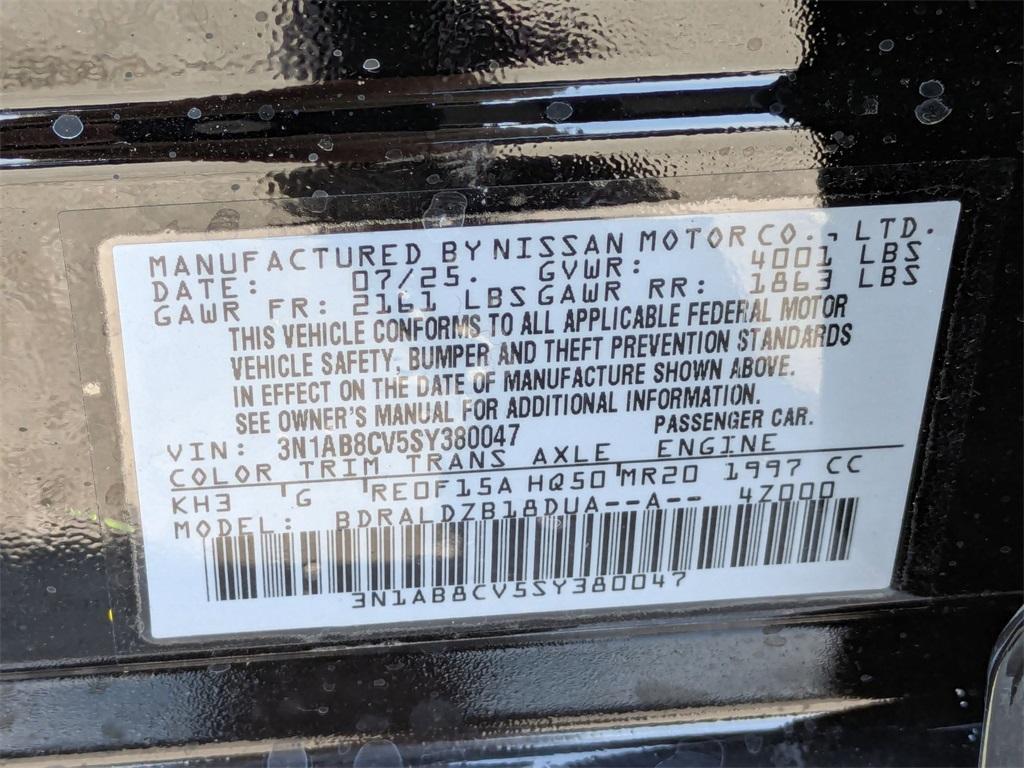 MANUFACTURED BY NISSAN MOTOR CO., LTD.
DATE: 07/25. GVWR: 4001 LBS
GAWR FR: 2161 LBS GAWR RR: 1863 LBS
THIS VEHICLE CONFORMS TO ALL APPLICABLE FEDERAL MOTOR
VEHICLE SAFETY, BUMPER AND THEFT PREVENTION STANDARDS
IN EFFECT ON THE DATE OF MANUFACTURE SHOWN ABOVE.
SEE OWNER'S MANUAL FOR ADDITIONAL INFORMATION.
VIN: 3N1AB8CV5SY380047 PASSENGER CAR.
COLOR TRIM TRANS AXLE ENGINE
KH3 G RE0F15A HQ50 MR20 1997 CC
MODEL: BDRALDZB18DUA--A-- 4Z000
3N1AB8CV5SY380047